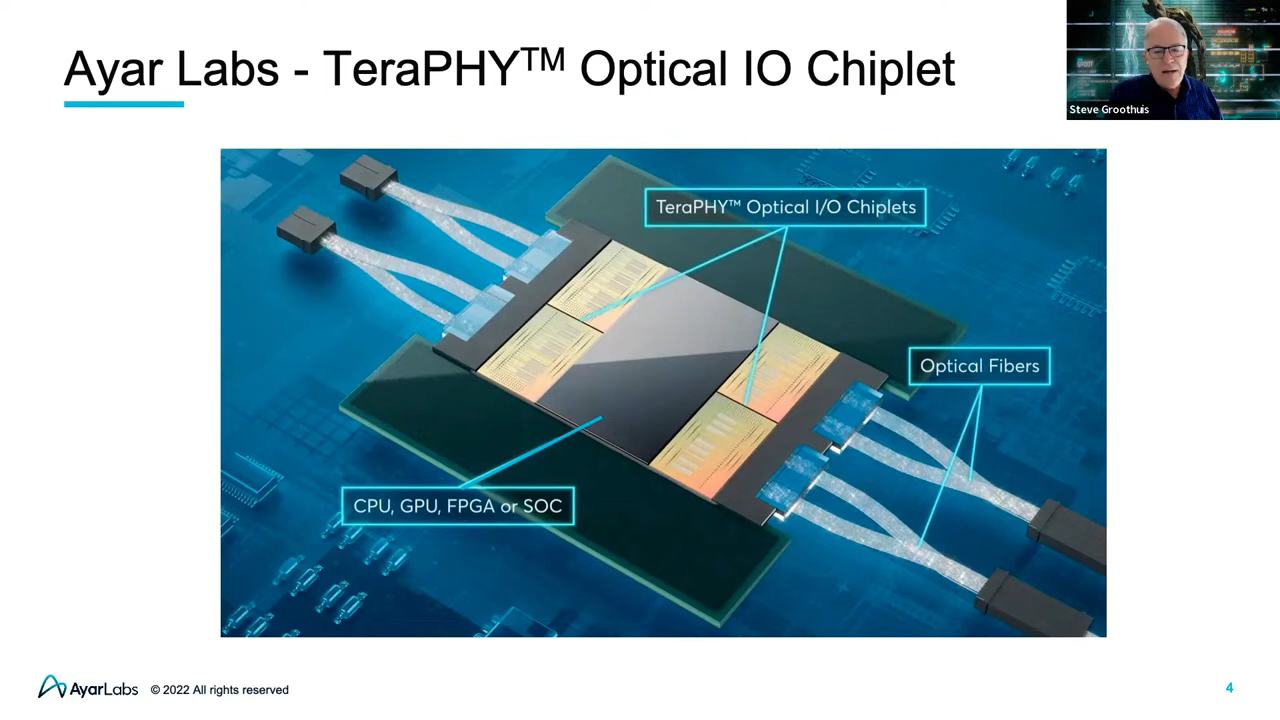 Ayar Labs - TeraPHY™ Optical IO Chiplet
Steve Groothuis
TeraPHY™ Optical I/O Chiplets
Optical Fibers
CPU, GPU, FPGA or SOC
AyarLabs © 2022 All rights reserved
4